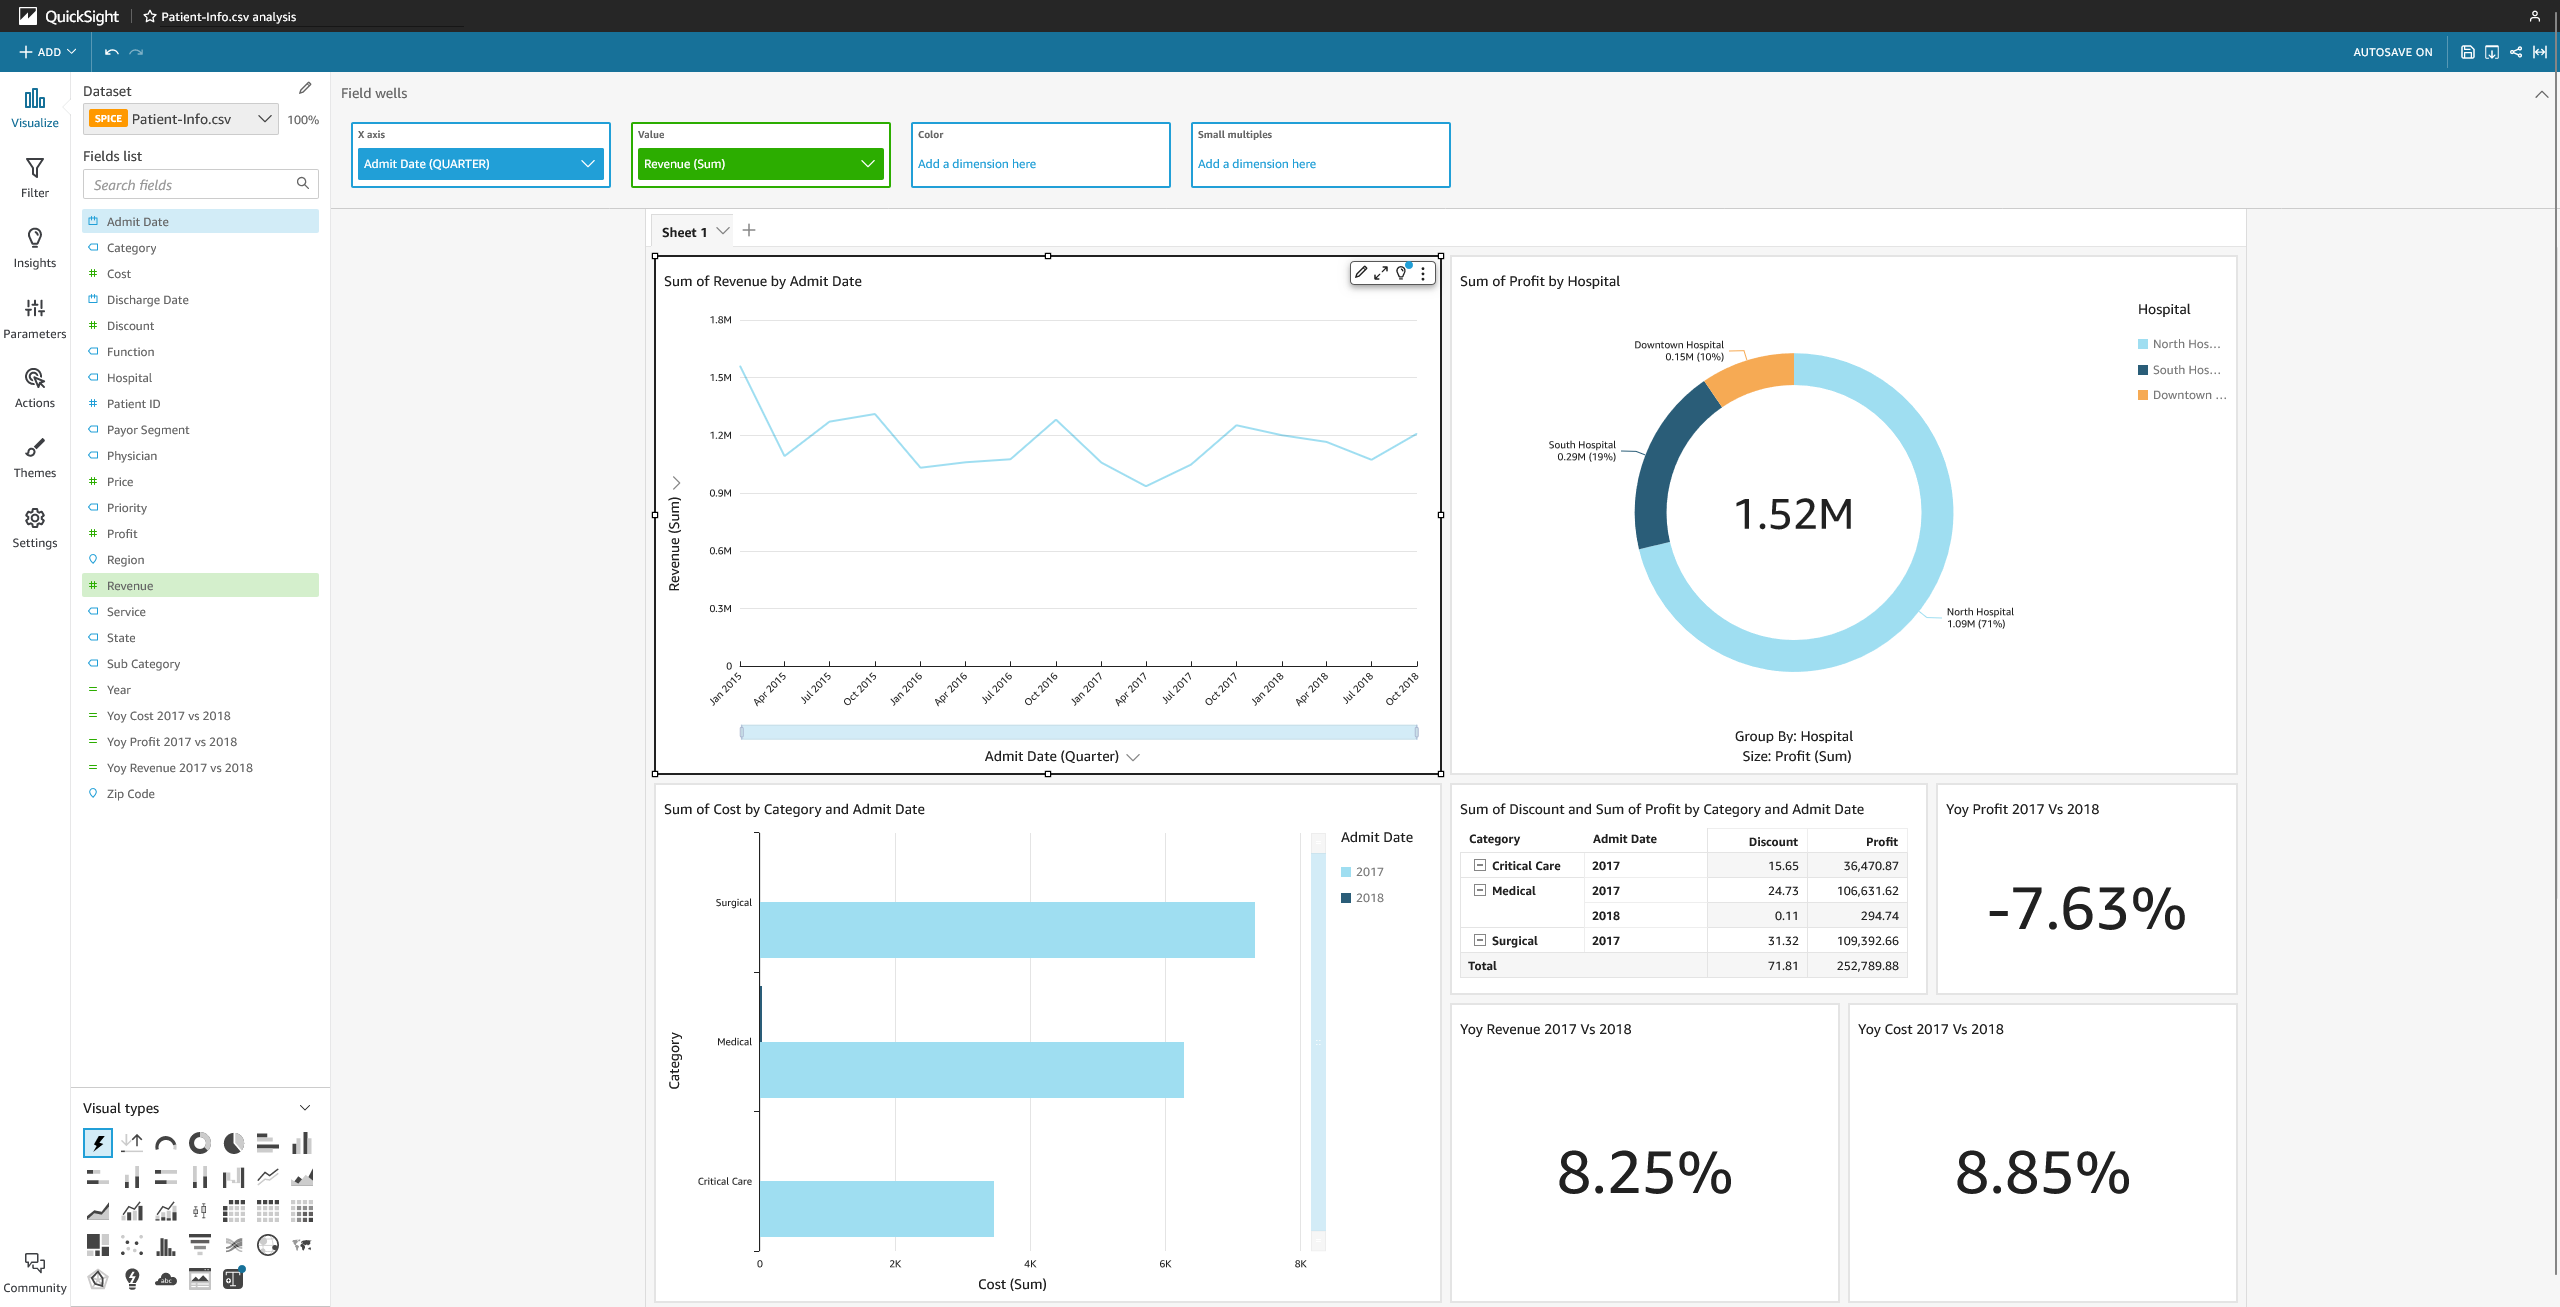 QuickSight
Patient-Info.csv analysis
ADD
AUTOSAVE ON
Visualize
Filter
Insights
Parameters
Actions
Themes
Settings
Community
Dataset
SPICE Patient-Info.csv 100%
Fields list
Search fields
Admit Date
Category
Cost
Discharge Date
Discount
Function
Hospital
Patient ID
Payor Segment
Physician
Price
Priority
Profit
Region
Revenue
Service
State
Sub Category
Year
Yoy Cost 2017 vs 2018
Yoy Profit 2017 vs 2018
Yoy Revenue 2017 vs 2018
Zip Code
Visual types
Field wells
X axis
Admit Date (QUARTER)
Value
Revenue (Sum)
Color
Add a dimension here
Small multiples
Add a dimension here
Sheet 1
Sum of Revenue by Admit Date
Revenue (Sum)
1.8M
1.5M
1.2M
0.9M
0.6M
0.3M
0
Jan 2015
Apr 2015
Jul 2015
Oct 2015
Jan 2016
Apr 2016
Jul 2016
Oct 2016
Jan 2017
Apr 2017
Jul 2017
Oct 2017
Jan 2018
Apr 2018
Jul 2018
Oct 2018
Admit Date (Quarter)
Sum of Profit by Hospital
Hospital
North Hos...
South Hos...
Downtown ...
Downtown Hospital
0.15M (10%)
South Hospital
0.29M (19%)
1.52M
North Hospital
1.09M (71%)
Group By: Hospital
Size: Profit (Sum)
Sum of Cost by Category and Admit Date
Admit Date
2017
2018
Category
Surgical
Medical
Critical Care
0 2K 4K 6K 8K
Cost (Sum)
Sum of Discount and Sum of Profit by Category and Admit Date
Category Admit Date Discount Profit
Critical Care 2017 15.65 36,470.87
Medical 2017 24.73 106,631.62
2018 0.11 294.74
Surgical 2017 31.32 109,392.66
Total 71.81 252,789.88
Yoy Profit 2017 Vs 2018
-7.63%
Yoy Revenue 2017 Vs 2018
8.25%
Yoy Cost 2017 Vs 2018
8.85%